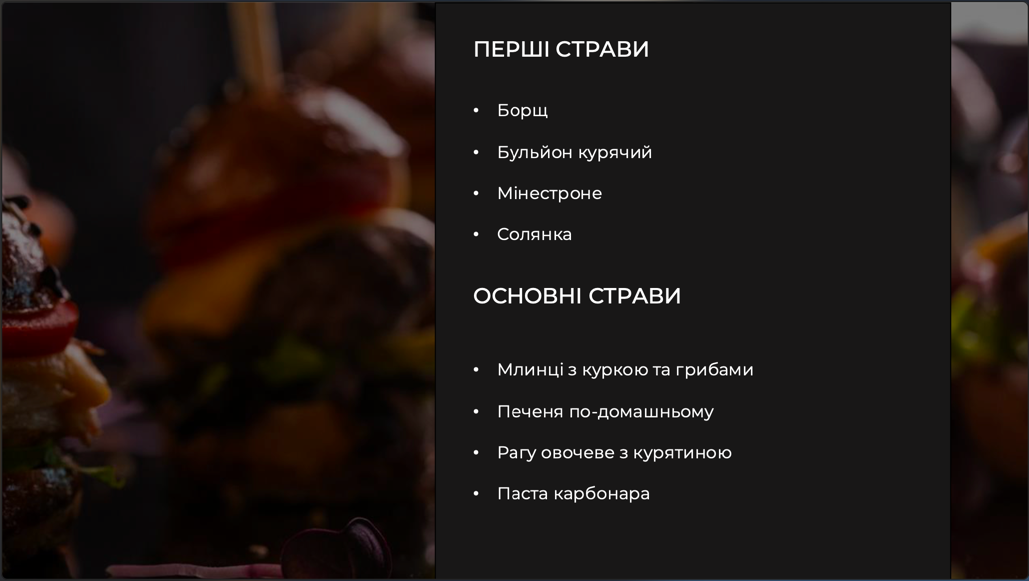 ПЕРШІ СТРАВИ
• Борщ
• Бульйон курячий
• Мінестроне
• Солянка
ОСНОВНІ СТРАВИ
• Млинці з куркою та грибами
• Печеня по-домашньому
• Рагу овочеве з курятиною
• Паста карбонара